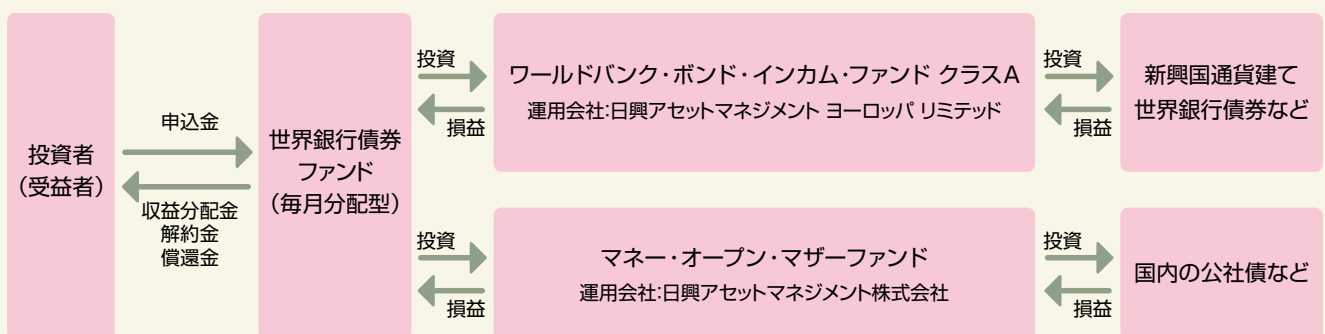 投資者
（受益者）
申込金
収益分配金
解約金
償還金
世界銀行債券
ファンド
（毎月分配型）
投資
損益
ワールドバンク・ボンド・インカム・ファンド クラスA
運用会社:日興アセットマネジメント ヨーロッパ リミテッド
投資
損益
新興国通貨建て
世界銀行債券など
投資
損益
マネー・オープン・マザーファンド
運用会社:日興アセットマネジメント株式会社
投資
損益
国内の公社債など